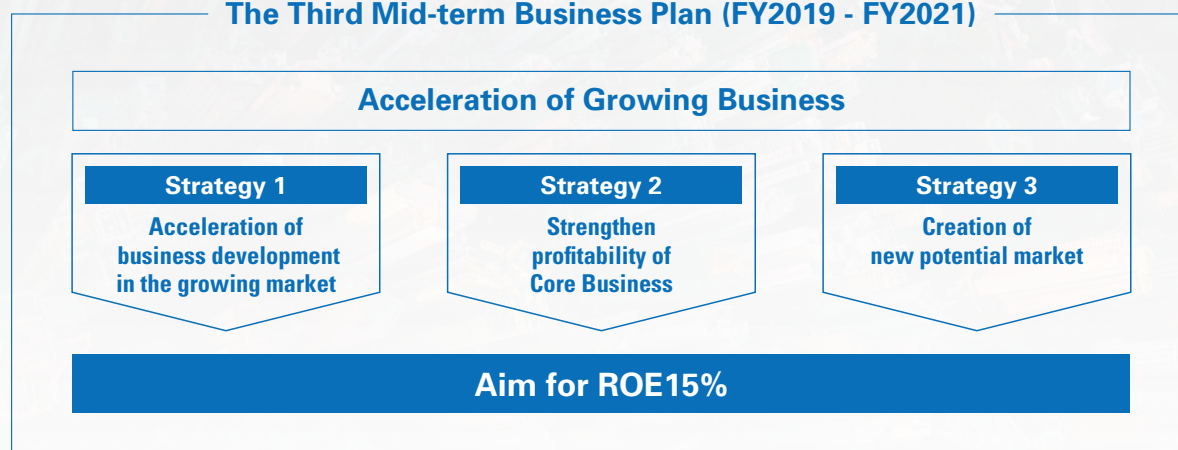 The Third Mid-term Business Plan (FY2019 - FY2021)
Acceleration of Growing Business
Strategy 1
Acceleration of
business development
in the growing market
Strategy 2
Strengthen
profitability of
Core Business
Strategy 3
Creation of
new potential market
Aim for ROE15%